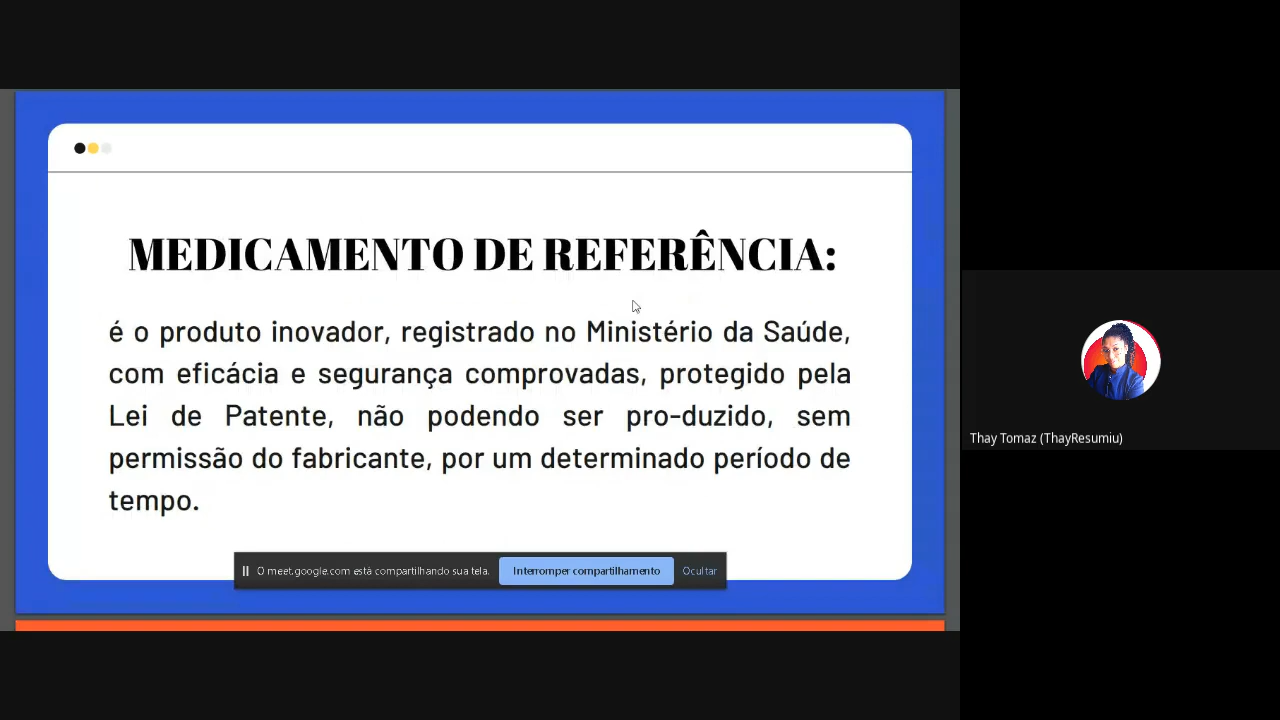 MEDICAMENTO DE REFERÊNCIA:
é o produto inovador, registrado no Ministério da Saúde,
com eficácia e segurança comprovadas, protegido pela
Lei de Patente, não podendo ser pro-duzido, sem
permissão do fabricante, por um determinado período de
tempo.
O meet.google.com está compartilhando sua tela. Interromper compartilhamento Ocultar
Thay Tomaz (ThayResumiu)